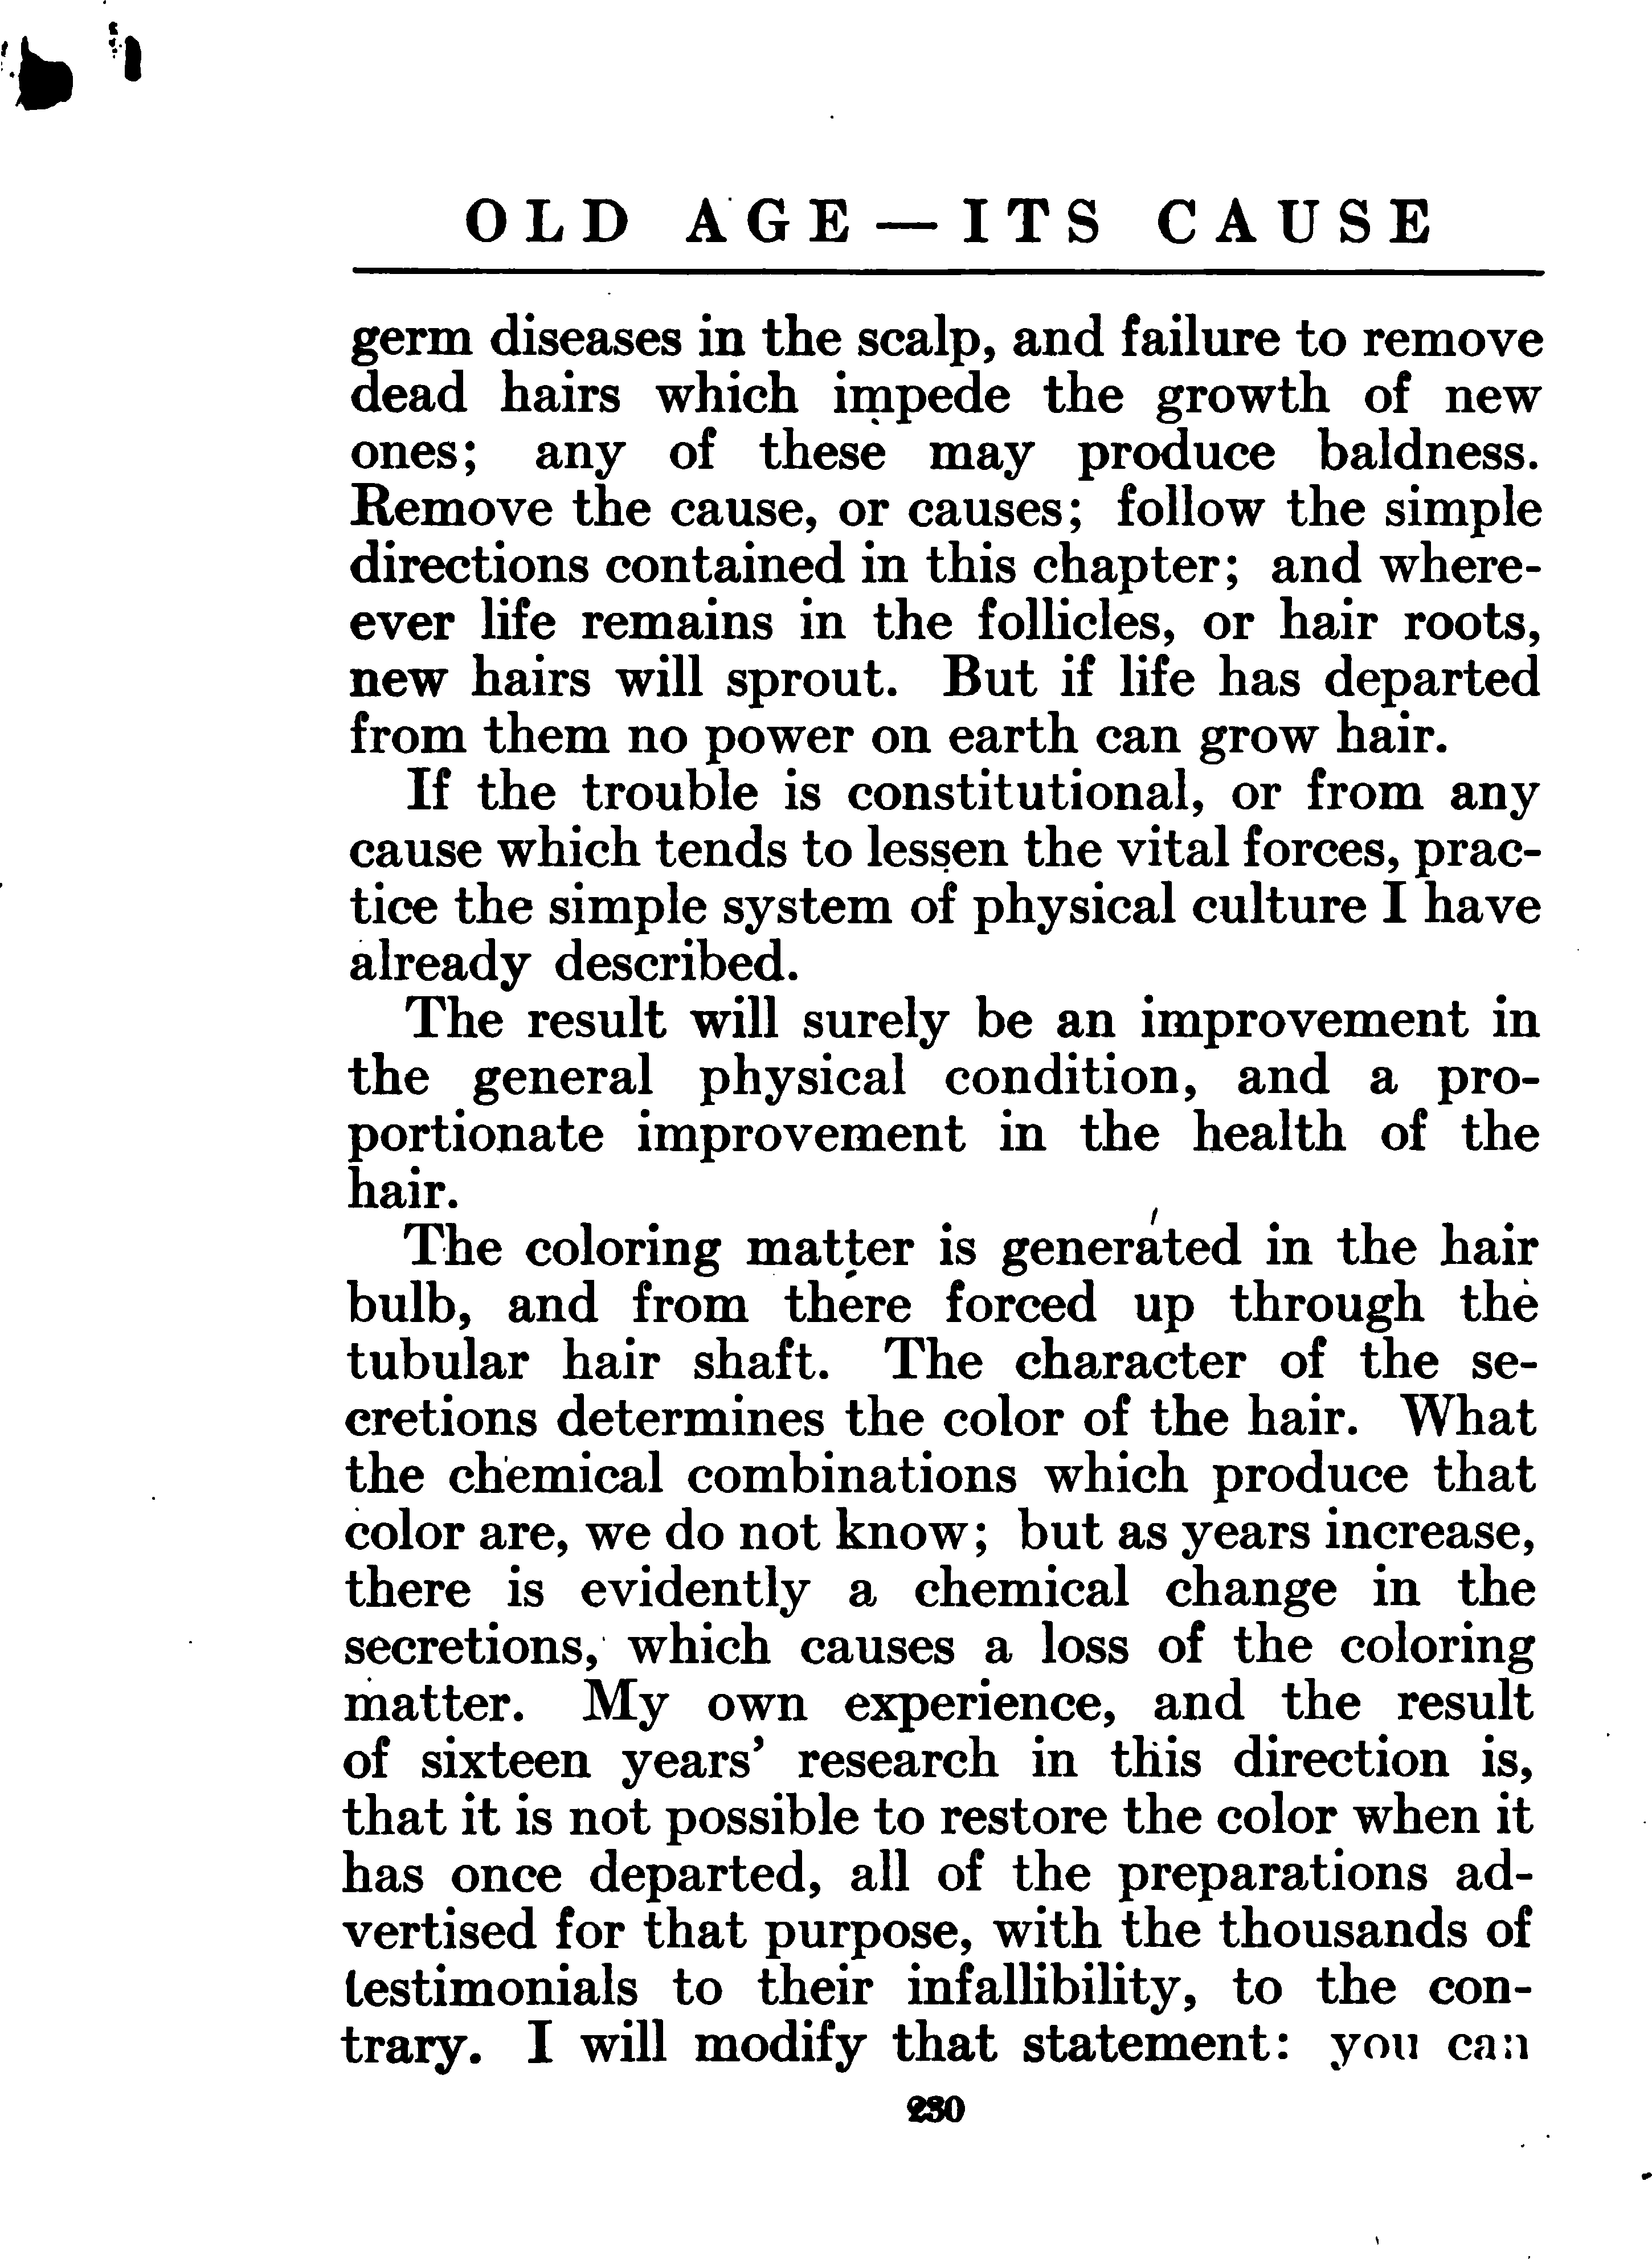 OLD AGE—ITS CAUSE
germ diseases in the scalp, and failure to remove
dead hairs which impede the growth of new
ones; any of these may produce baldness.
Remove the cause, or causes; follow the simple
directions contained in this chapter; and where-
ever life remains in the follicles, or hair roots,
new hairs will sprout. But if life has departed
from them no power on earth can grow hair.
If the trouble is constitutional, or from any
cause which tends to lessen the vital forces, prac-
tice the simple system of physical culture I have
already described.
The result will surely be an improvement in
the general physical condition, and a pro-
portionate improvement in the health of the
hair.
The coloring matter is generated in the hair
bulb, and from there forced up through the
tubular hair shaft. The character of the se-
cretions determines the color of the hair. What
the chemical combinations which produce that
color are, we do not know; but as years increase,
there is evidently a chemical change in the
secretions, which causes a loss of the coloring
matter. My own experience, and the result
of sixteen years' research in this direction is,
that it is not possible to restore the color when it
has once departed, all of the preparations ad-
vertised for that purpose, with the thousands of
testimonials to their infallibility, to the con-
trary. I will modify that statement: you can
230